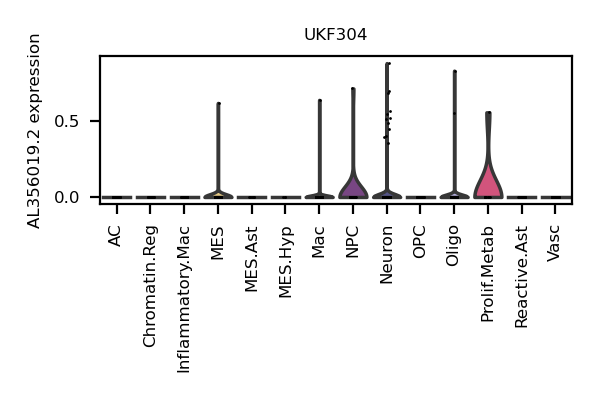 UKF304
AL356019.2 expression
0.5
0.0
AC
Chromatin.Reg
Inflammatory.Mac
MES
MES.Ast
MES.Hyp
Mac
NPC
Neuron
OPC
Oligo
Prolif.Metab
Reactive.Ast
Vasc